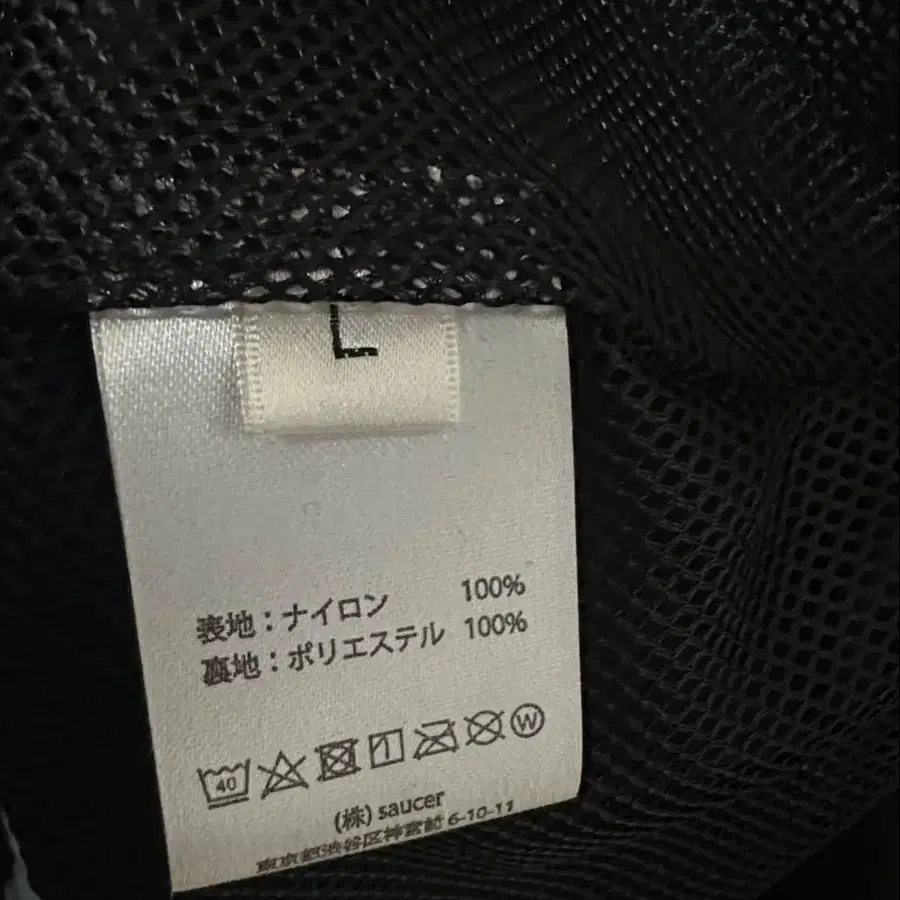 L
表地：ナイロン 100%
裏地：ポリエステル 100%
40 W
(株) saucer
東京都渋谷区神宮前 6-10-11